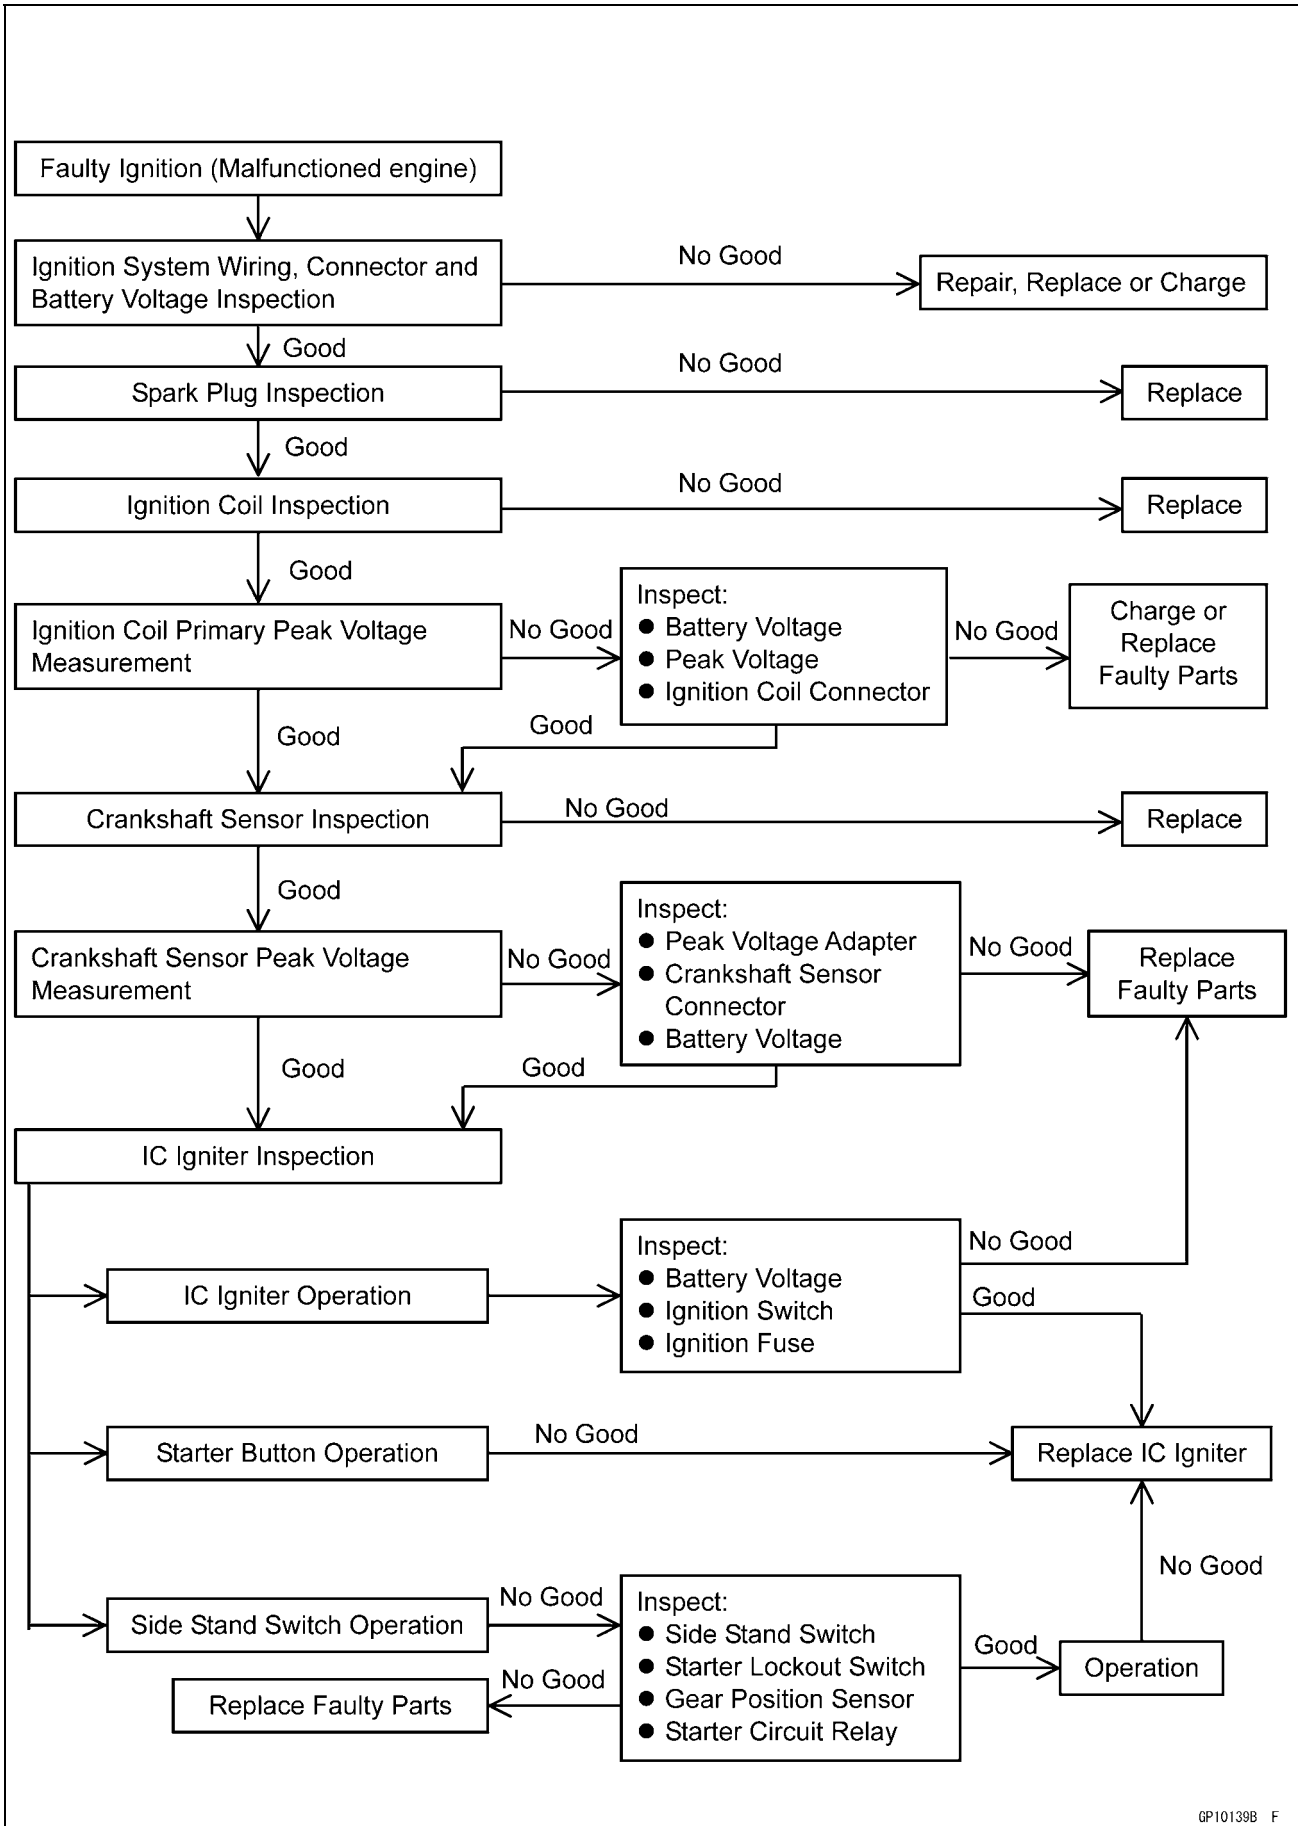 Faulty Ignition (Malfunctioned engine)
Ignition System Wiring, Connector and
Battery Voltage Inspection
No Good
Repair, Replace or Charge
Good
Spark Plug Inspection
No Good
Replace
Good
Ignition Coil Inspection
No Good
Replace
Good
Ignition Coil Primary Peak Voltage
Measurement
No Good
Inspect:
● Battery Voltage
● Peak Voltage
● Ignition Coil Connector
No Good
Charge or
Replace
Faulty Parts
Good
Good
Crankshaft Sensor Inspection
No Good
Replace
Good
Crankshaft Sensor Peak Voltage
Measurement
No Good
Inspect:
● Peak Voltage Adapter
● Crankshaft Sensor
Connector
● Battery Voltage
No Good
Replace
Faulty Parts
Good
Good
IC Igniter Inspection
IC Igniter Operation
Inspect:
● Battery Voltage
● Ignition Switch
● Ignition Fuse
No Good
Good
Starter Button Operation
No Good
Replace IC Igniter
No Good
Side Stand Switch Operation
No Good
Inspect:
● Side Stand Switch
● Starter Lockout Switch
● Gear Position Sensor
● Starter Circuit Relay
Good
Operation
No Good
Replace Faulty Parts
GP10139B F